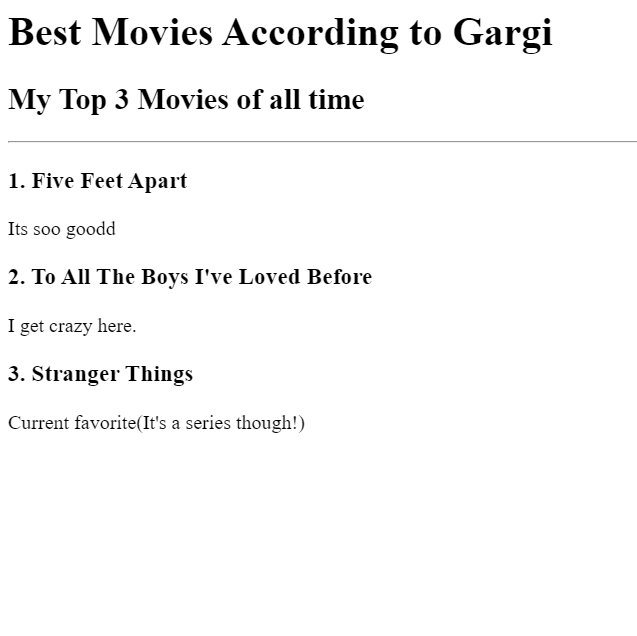 Best Movies According to Gargi
My Top 3 Movies of all time
1. Five Feet Apart
Its soo goodd
2. To All The Boys I've Loved Before
I get crazy here.
3. Stranger Things
Current favorite(It's a series though!)